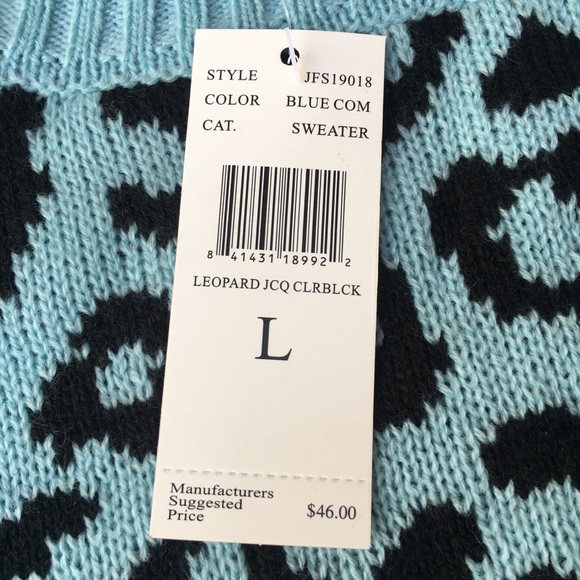 STYLE JFS19018
COLOR BLUE COM
CAT. SWEATER
8 41431 18992 2
LEOPARD JCQ CLRBLCK
L
Manufacturers
Suggested
Price $46.00